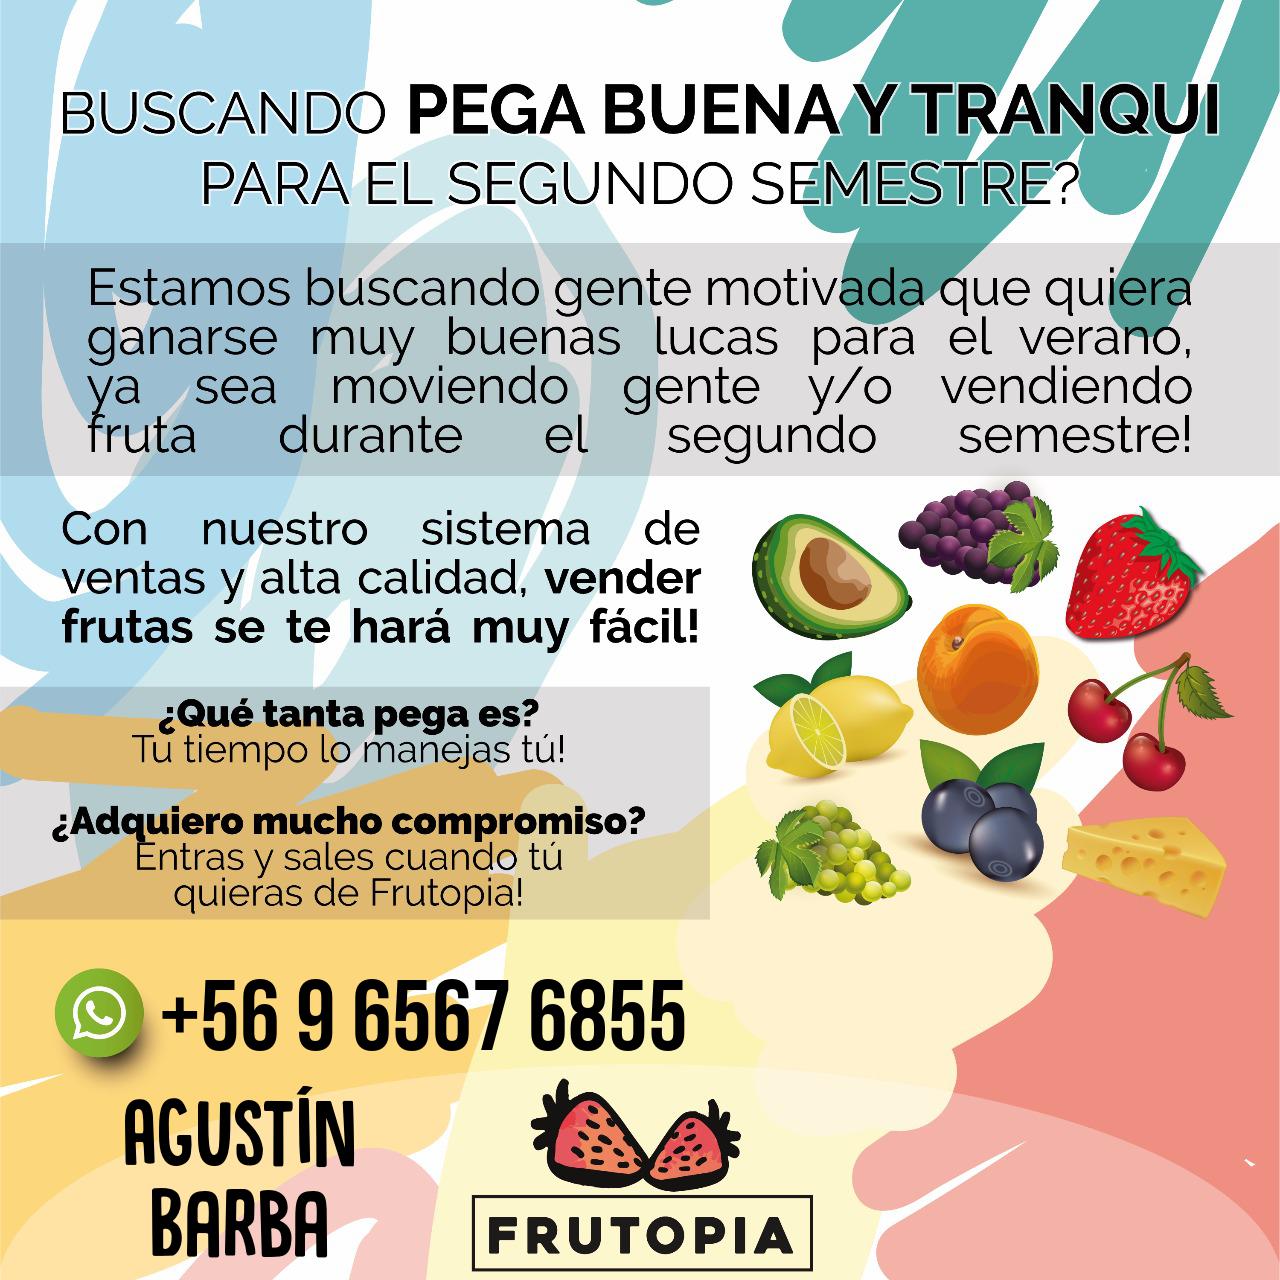 BUSCANDO PEGA BUENA Y TRANQUI
PARA EL SEGUNDO SEMESTRE?
Estamos buscando gente motivada que quiera
ganarse muy buenas lucas para el verano,
ya sea moviendo gente y/o vendiendo
fruta durante el segundo semestre!
Con nuestro sistema de
ventas y alta calidad, vender
frutas se te hará muy fácil!
¿Qué tanta pega es?
Tu tiempo lo manejas tú!
¿Adquiero mucho compromiso?
Entras y sales cuando tú
quieras de Frutopia!
+56 9 6567 6855
AGUSTÍN
BARBA
FRUTOPIA